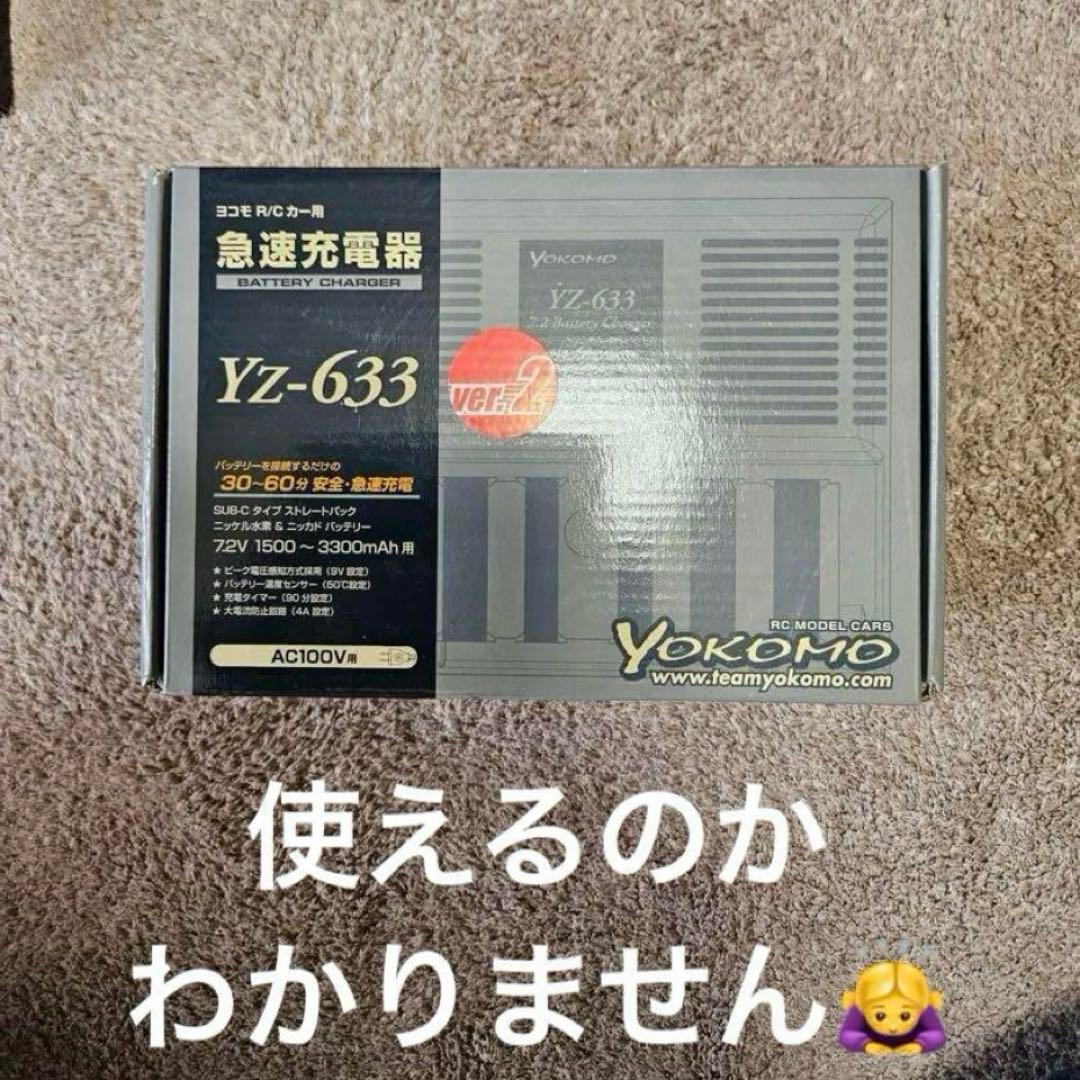 ヨコモ R/C カー用
急速充電器
BATTERY CHARGER
YZ-633
ver.2
バッテリーを接続するだけの
30～60分 安全・急速充電
SUB-C タイプ ストレートパック
ニッケル水素 & ニッカド バッテリー
7.2V 1500 ～ 3300mAh 用
★ ピーク電圧感知方式採用（9V 設定）
★ バッテリー温度センサー（50℃設定）
★ 充電タイマー（90 分設定）
★ 大電流防止回路（4A 設定）
AC100V用
YOKOMO
YZ-633
7.2 Battery Charger
RC MODEL CARS
YOKOMO
www.teamyokomo.com
使えるのか
わかりません🙇‍♀️